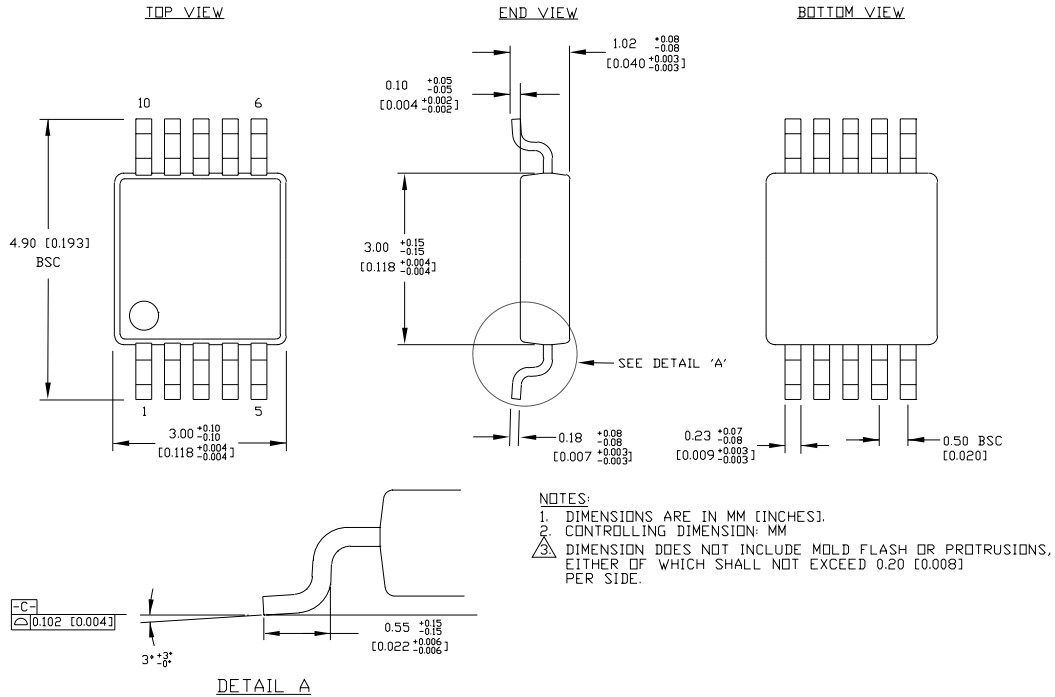 TOP VIEW
END VIEW
BOTTOM VIEW
1.02 +0.08 -0.08
[0.040 +0.003 -0.003]
0.10 +0.05 -0.05
[0.004 +0.002 -0.002]
10
6
4.90 [0.193]
BSC
3.00 +0.15 -0.15
[0.118 +0.004 -0.004]
SEE DETAIL 'A'
1
5
3.00 +0.10 -0.10
[0.118 +0.004 -0.004]
0.18 +0.08 -0.08
[0.007 +0.003 -0.003]
0.23 +0.07 -0.08
[0.009 +0.003 -0.003]
0.50 BSC
[0.020]
NOTES:
1. DIMENSIONS ARE IN MM [INCHES].
2. CONTROLLING DIMENSION: MM
3. DIMENSION DOES NOT INCLUDE MOLD FLASH OR PROTRUSIONS,
EITHER OF WHICH SHALL NOT EXCEED 0.20 [0.008]
PER SIDE.
-C-
0.102 [0.004]
3° +3° -0°
0.55 +0.15 -0.15
[0.022 +0.006 -0.006]
DETAIL A